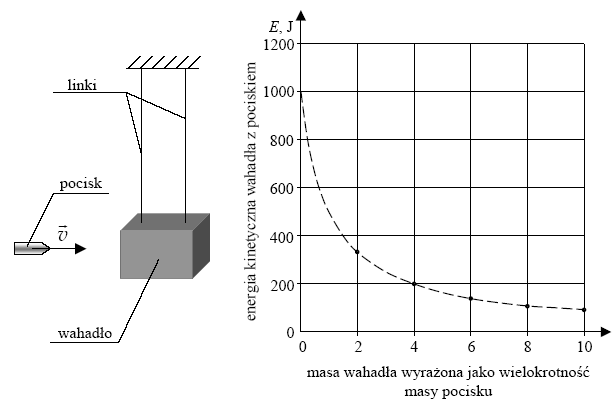 linki
pocisk
v
wahadło
E, J
1200
1000
800
600
400
200
0
0 2 4 6 8 10
energia kinetyczna wahadła z pociskiem
masa wahadła wyrażona jako wielokrotność
masy pocisku